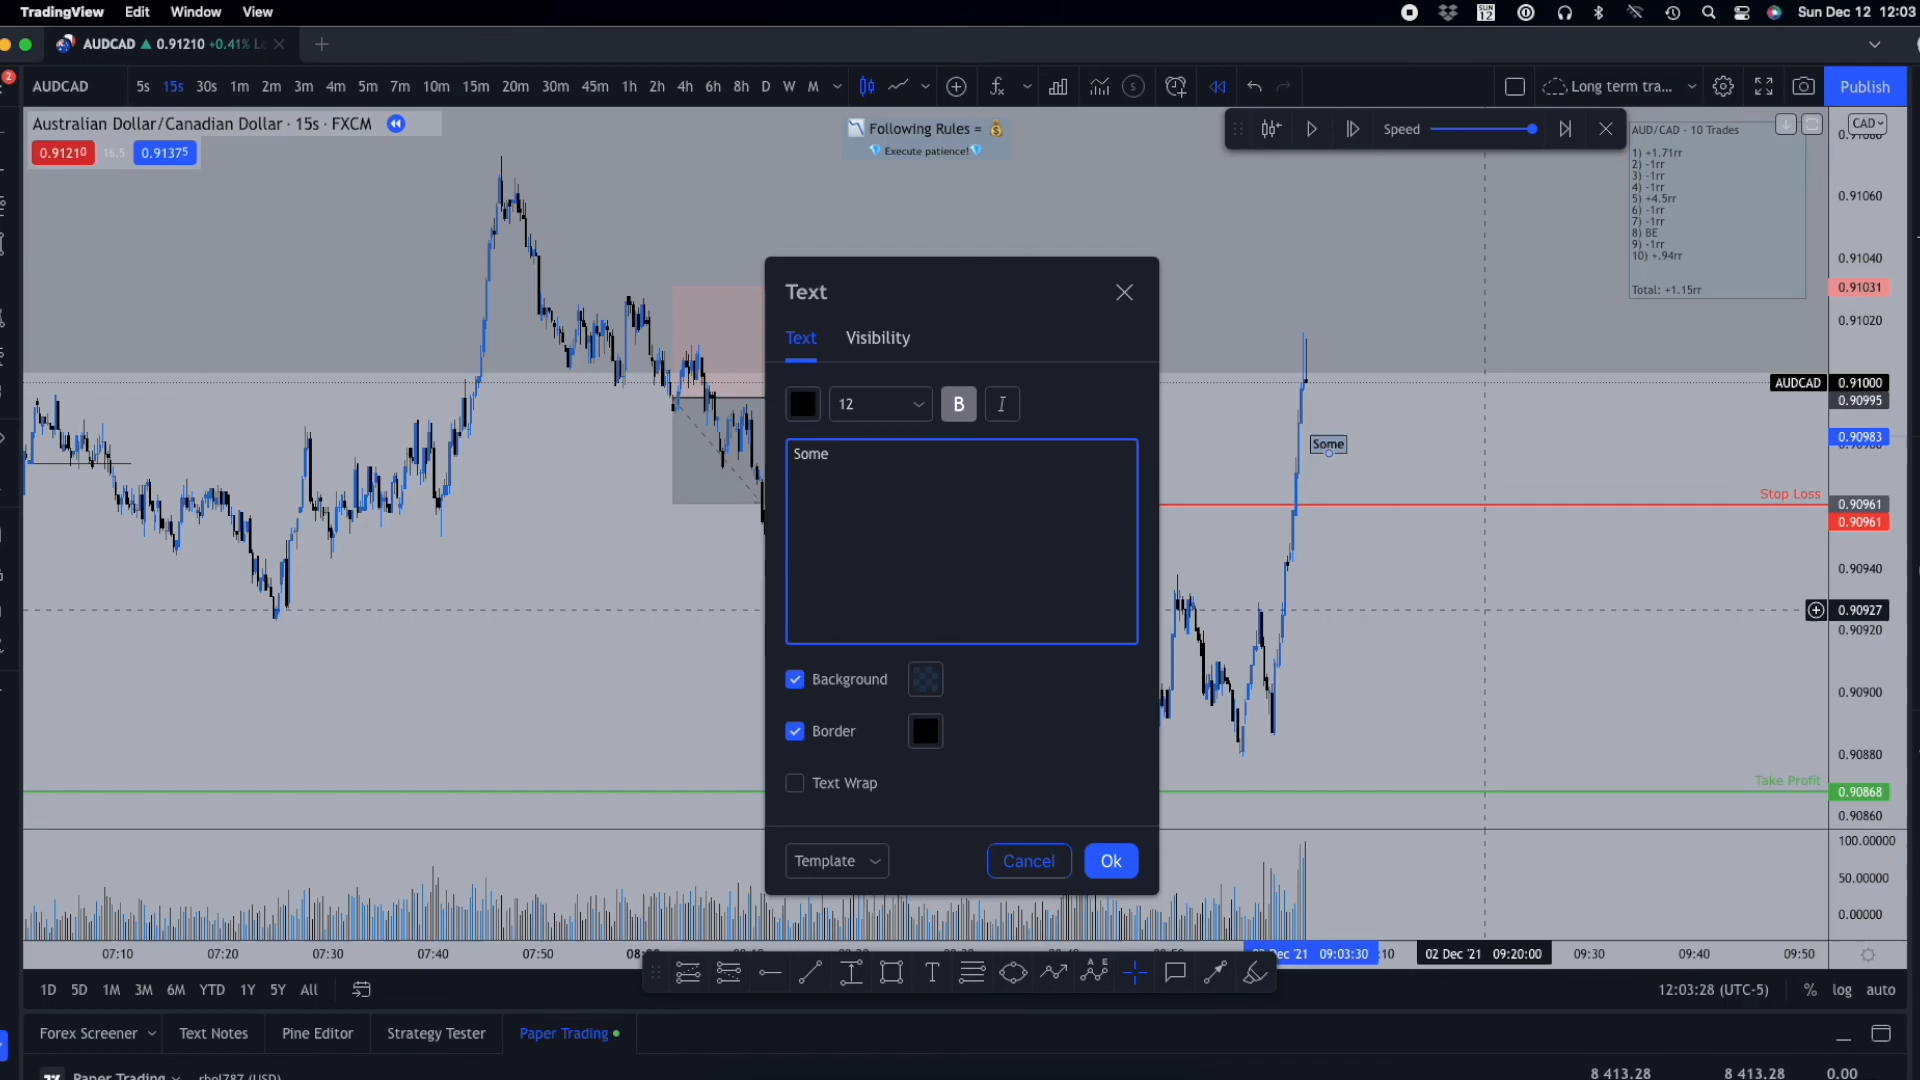 TradingView Edit Window View Sun Dec 12 12:03
SUN 12
AUDCAD 0.91210 +0.41%
2
AUDCAD 5s 15s 30s 1m 2m 3m 4m 5m 7m 10m 15m 20m 30m 45m 1h 2h 4h 6h 8h D W M Long term tra... Publish
Australian Dollar/Canadian Dollar · 15s · FXCM
0.91210 16.5 0.91375
Following Rules = 💰
💎 Execute patience!💎
Speed
AUD/CAD - 10 Trades
1) +1.71rr
2) -1rr
3) -1rr
4) -1rr
5) +4.5rr
6) -1rr
7) -1rr
8) BE
9) -1rr
10) +.94rr
Total: +1.15rr
CAD
0.91060
0.91040
0.91031
0.91020
AUDCAD 0.91000
0.90995
0.90983
Stop Loss 0.90961
0.90961
0.90940
0.90927
0.90920
0.90900
0.90880
Take Profit 0.90868
0.90860
100.00000
50.00000
0.00000
Text
Text Visibility
12 B I
Some
Background
Border
Text Wrap
Template Cancel Ok
Some
07:10 07:20 07:30 07:40 07:50 09:03:30 :10 02 Dec '21 09:20:00 09:30 09:40 09:50
1D 5D 1M 3M 6M YTD 1Y 5Y All 12:03:28 (UTC-5) % log auto
Forex Screener Text Notes Pine Editor Strategy Tester Paper Trading
Paper Trading 8 413.28 8 413.28 0.00